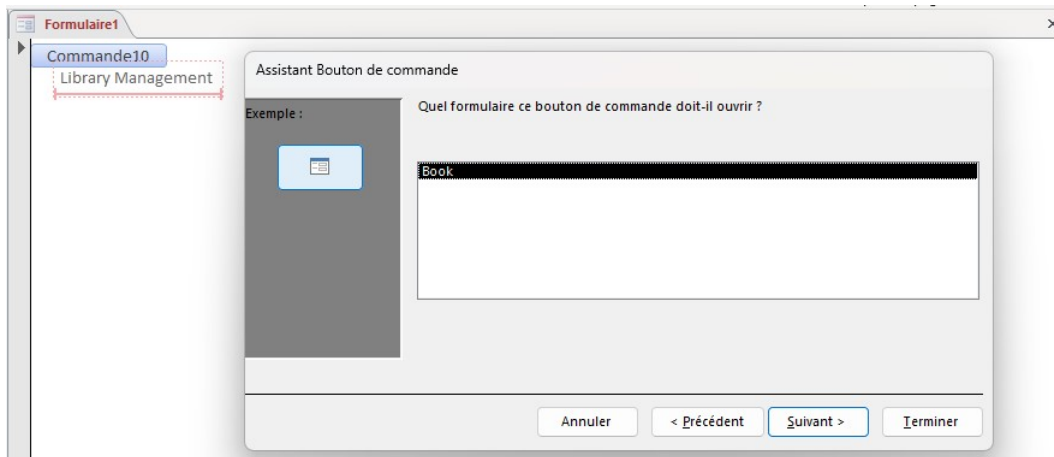 Formulaire1
Commande10
Library Management
Assistant Bouton de commande
Exemple :
Quel formulaire ce bouton de commande doit-il ouvrir ?
Book
Annuler
< Précédent
Suivant >
Terminer